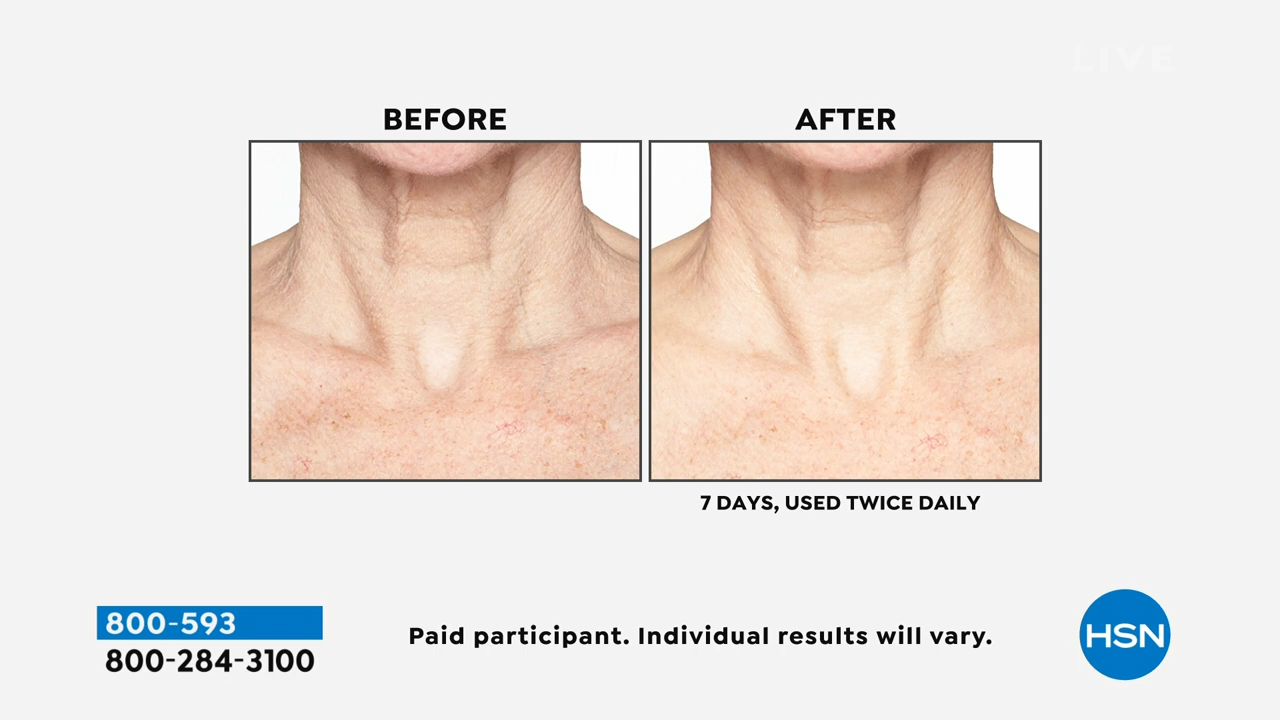 LIVE
BEFORE
AFTER
7 DAYS, USED TWICE DAILY
800-593
800-284-3100
Paid participant. Individual results will vary.
HSN